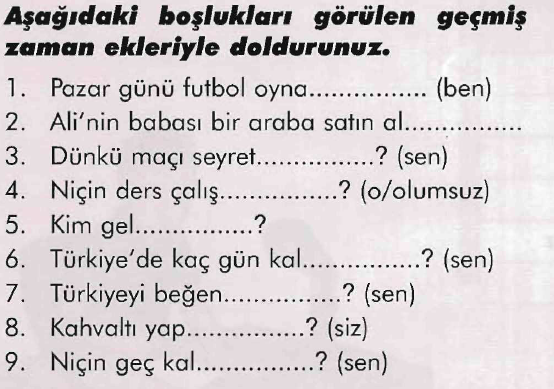 Aşağıdaki boşlukları görülen geçmiş
zaman ekleriyle doldurunuz.
1. Pazar günü futbol oyna................. (ben)
2. Ali'nin babası bir araba satın al.................
3. Dünkü maçı seyret.................? (sen)
4. Niçin ders çalış.................? (o/olumsuz)
5. Kim gel.................?
6. Türkiye'de kaç gün kal.................? (sen)
7. Türkiyeyi beğen.................? (sen)
8. Kahvaltı yap.................? (siz)
9. Niçin geç kal.................? (sen)